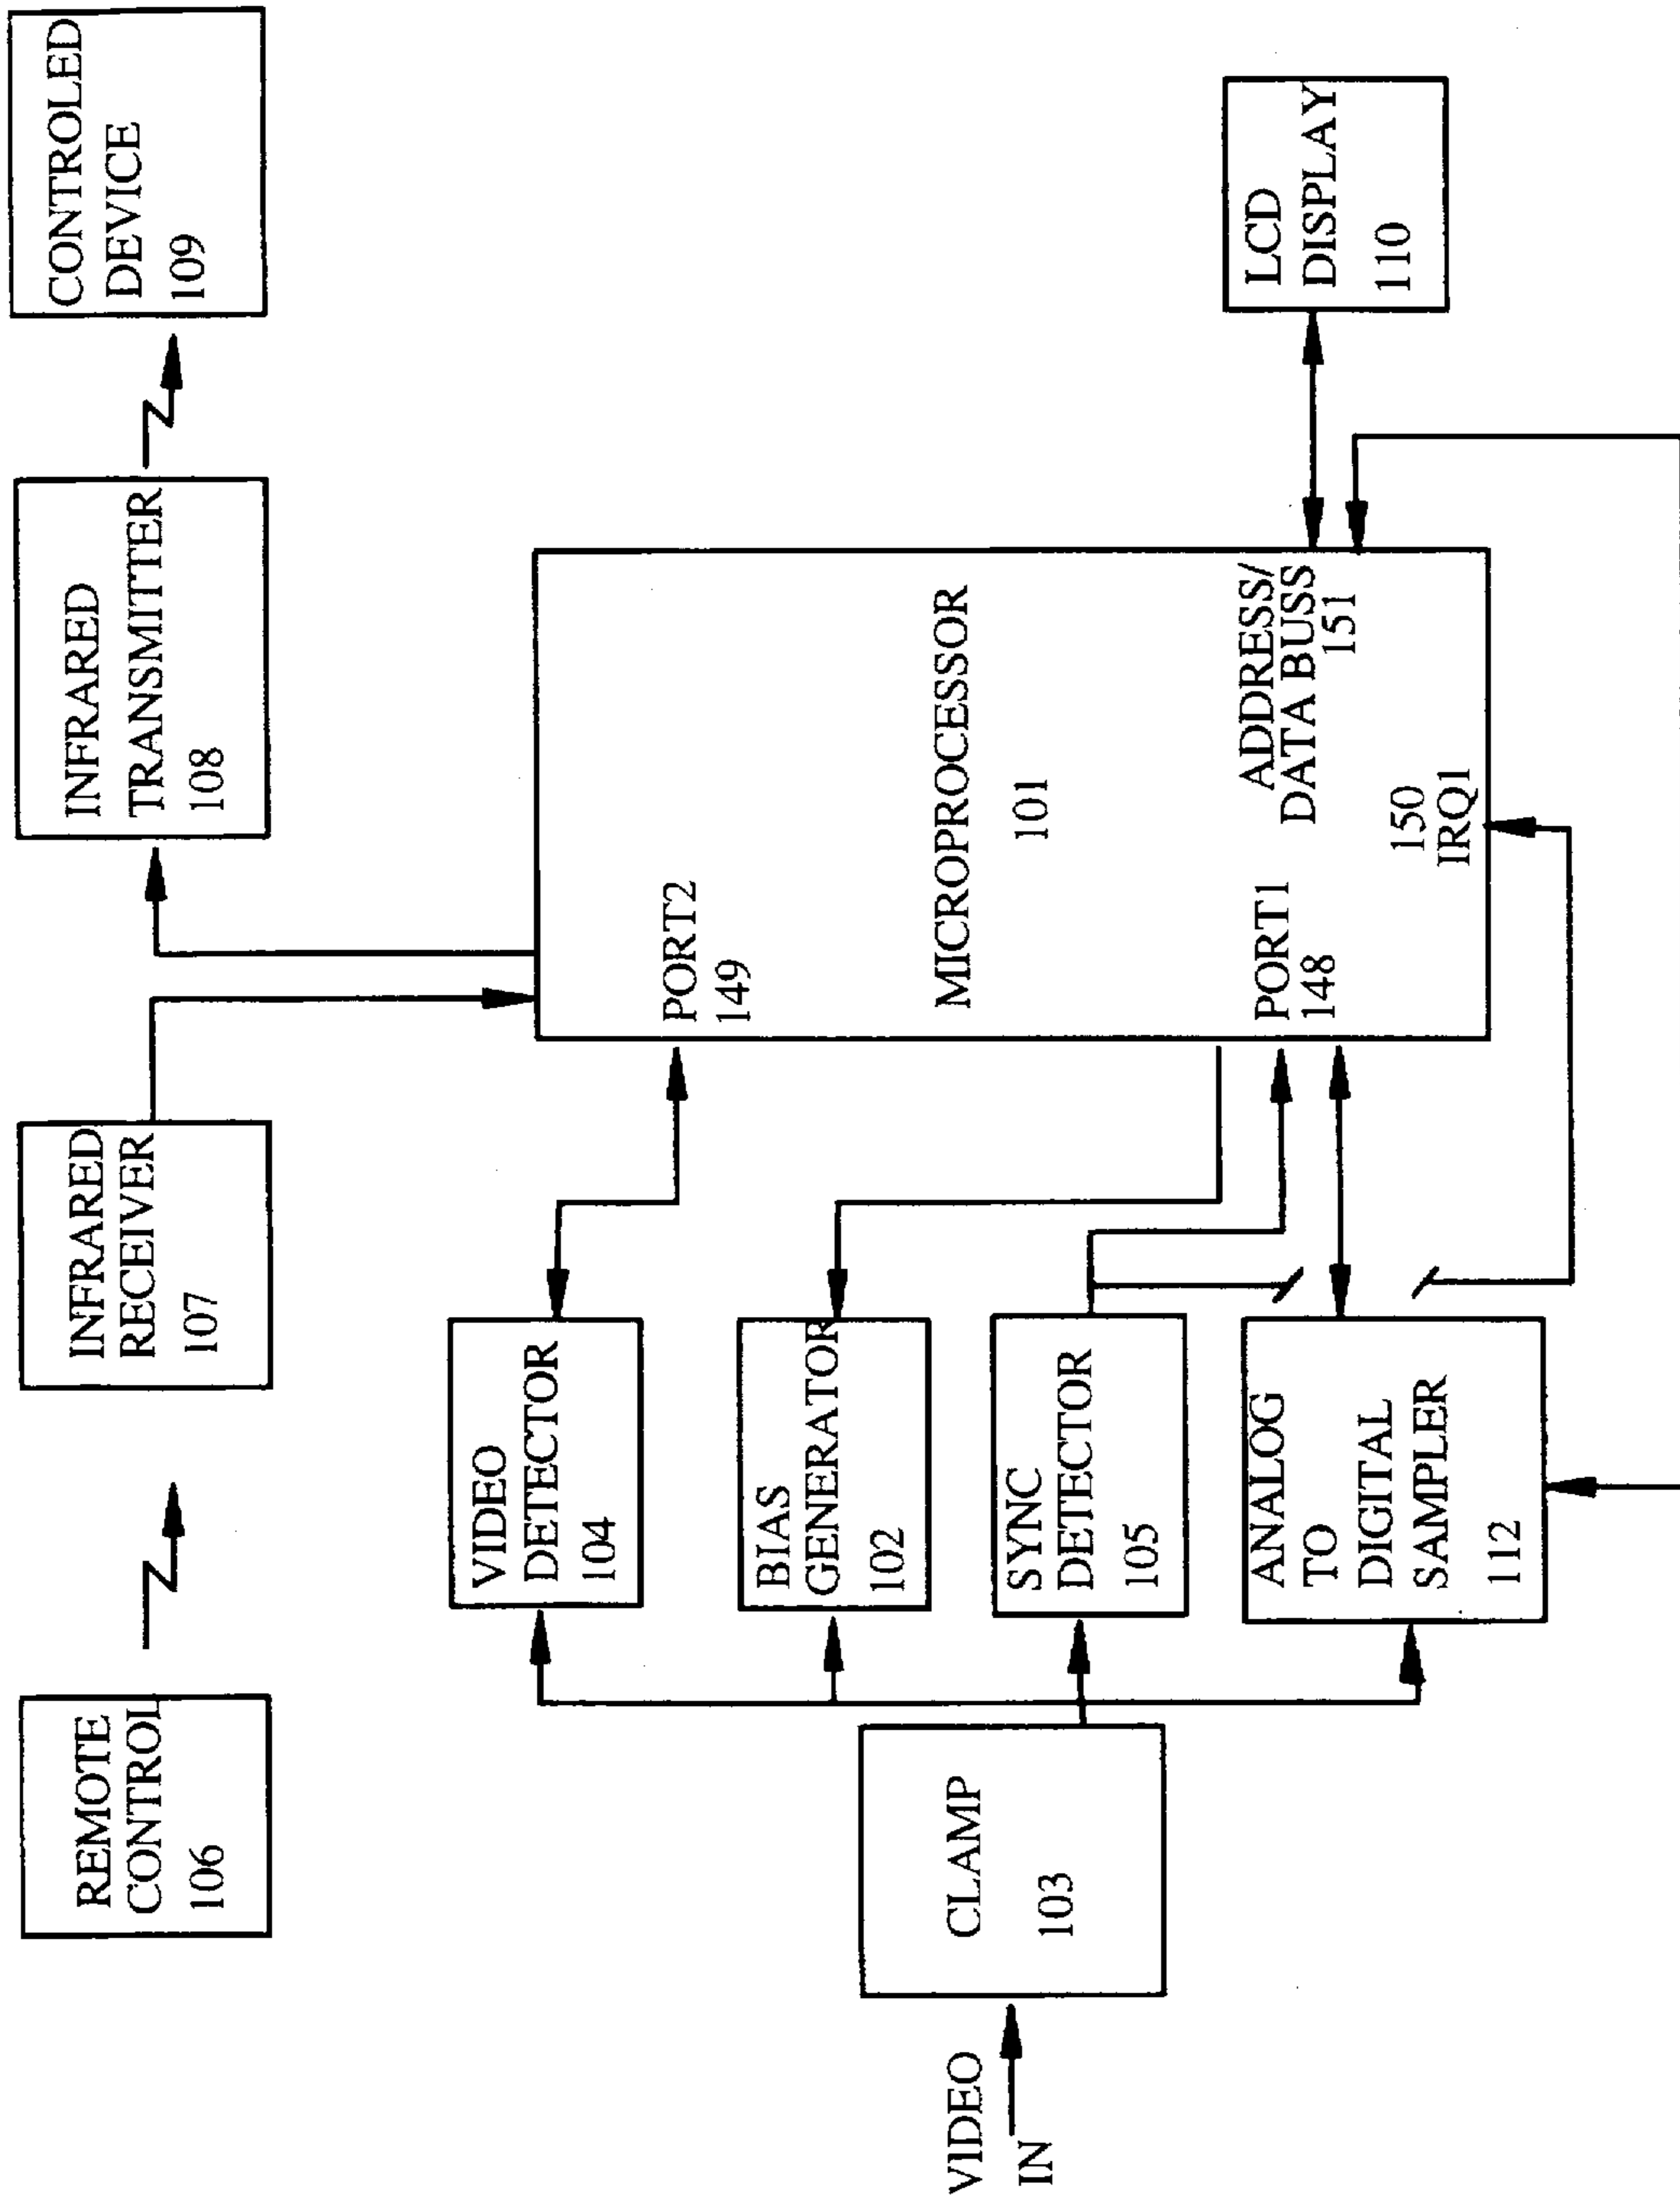 REMOTE
CONTROL
106
INFRARED
RECEIVER
107
INFRARED
TRANSMITTER
108
CONTROLED
DEVICE
109
VIDEO
IN
CLAMP
103
VIDEO
DETECTOR
104
BIAS
GENERATOR
102
SYNC
DETECTOR
105
ANALOG
TO
DIGITAL
SAMPLER
112
PORT2
149
MICROPROCESSOR
101
PORT1
148
ADDRESS/
DATA BUSS
151
150
IRQ1
LCD
DISPLAY
110